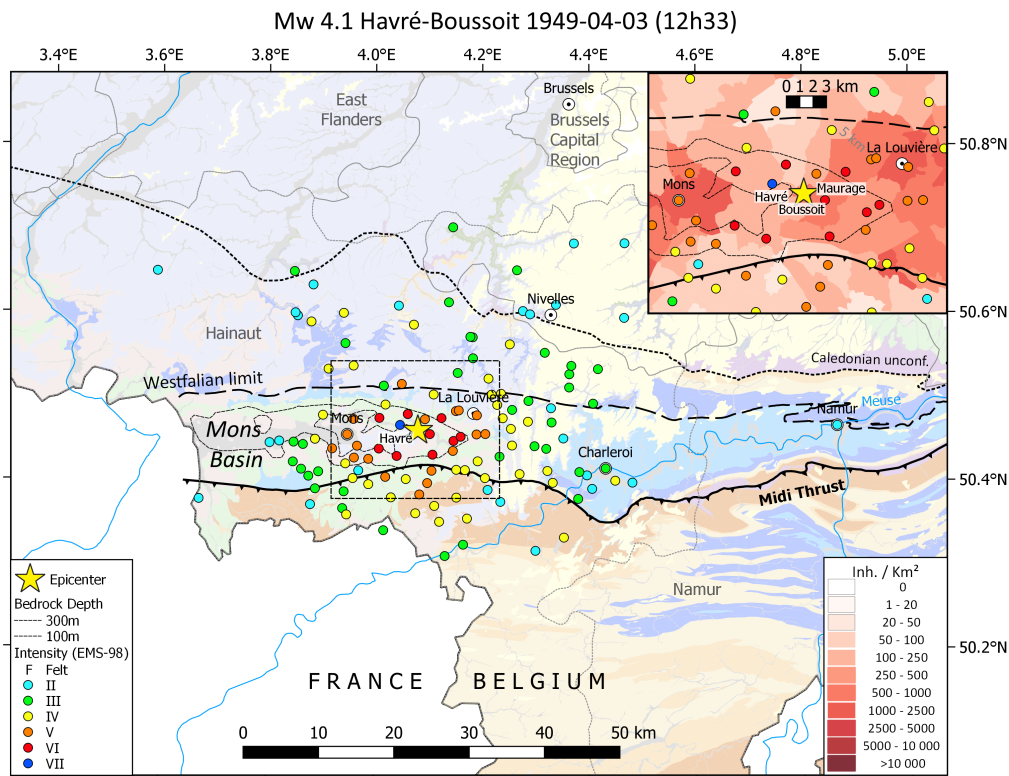 Mw 4.1 Havré-Boussoit 1949-04-03 (12h33)
3.4°E 3.6°E 3.8°E 4.0°E 4.2°E 4.4°E 4.6°E 4.8°E 5.0°E
Brussels
East
Flanders
Brussels
Capital
Region
0 1 2 3 km
5 km
La Louvière
Mons
Maurage
Havré
Boussoit
50.8°N
Nivelles
50.6°N
Hainaut
Caledonian unconf.
Westfalian limit
La Louvière
Meuse
Namur
Mons
Mons
Basin
Havré
Charleroi
50.4°N
Midi Thrust
Namur
50.2°N
FRANCE
BELGIUM
0 10 20 30 40 50 km
Epicenter
Bedrock Depth
300m
100m
Intensity (EMS-98)
F Felt
II
III
IV
V
VI
VII
Inh. / Km²
0
1 - 20
20 - 50
50 - 100
100 - 250
250 - 500
500 - 1000
1000 - 2500
2500 - 5000
5000 - 10 000
>10 000